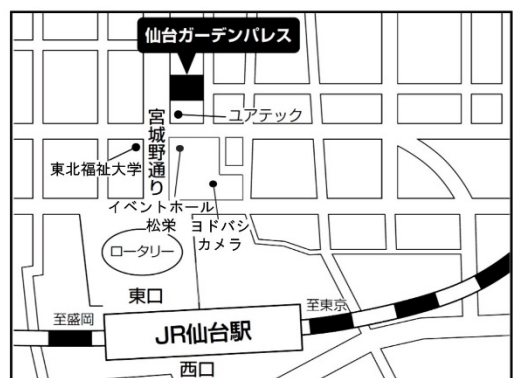 仙台ガーデンパレス
ユアテック
宮城野通り
東北福祉大学
イベントホール
松栄
ヨドバシ
カメラ
ロータリー
東口
至盛岡
至東京
JR仙台駅
西口